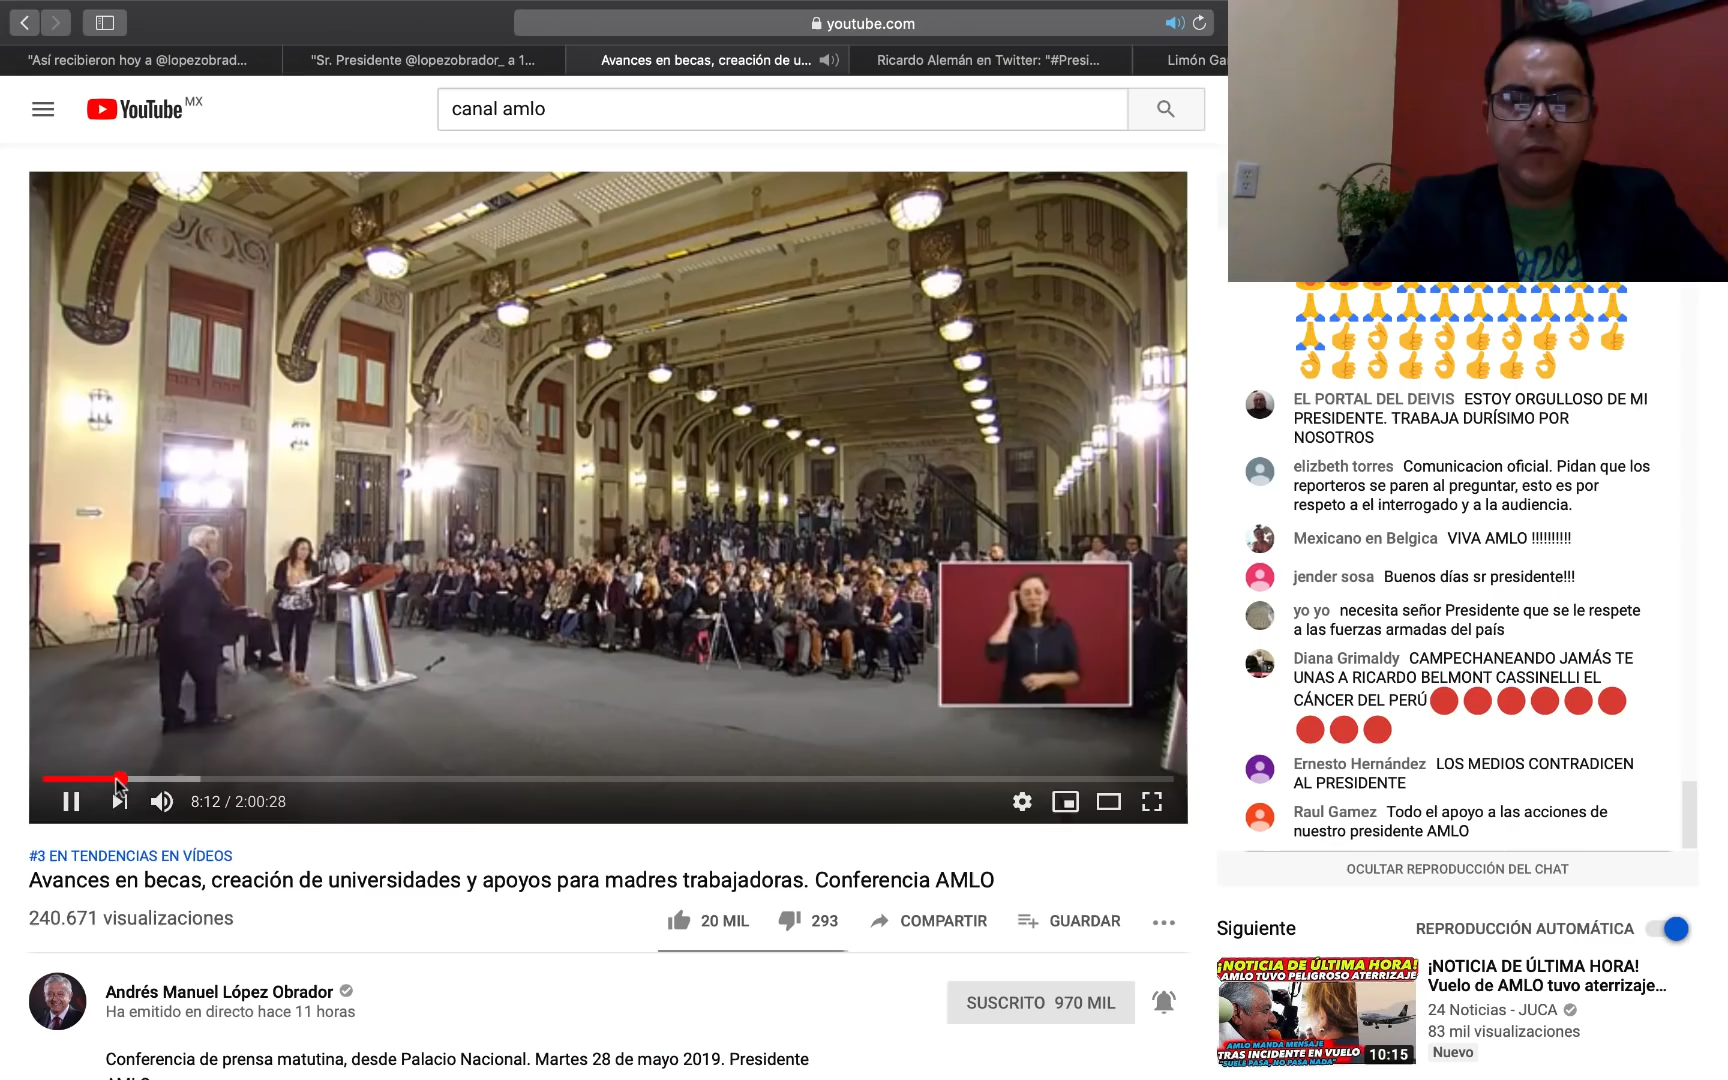 youtube.com
"Así recibieron hoy a @lopezobrad...
"Sr. Presidente @lopezobrador_ a 1...
Avances en becas, creación de u...
Ricardo Alemán en Twitter: "#Presi...
Limón Ga
YouTube MX
canal amlo
8:12 / 2:00:28
#3 EN TENDENCIAS EN VÍDEOS
Avances en becas, creación de universidades y apoyos para madres trabajadoras. Conferencia AMLO
240.671 visualizaciones
20 MIL
293
COMPARTIR
GUARDAR
Andrés Manuel López Obrador
Ha emitido en directo hace 11 horas
SUSCRITO 970 MIL
Conferencia de prensa matutina, desde Palacio Nacional. Martes 28 de mayo 2019. Presidente
EL PORTAL DEL DEIVIS ESTOY ORGULLOSO DE MI
PRESIDENTE. TRABAJA DURÍSIMO POR
NOSOTROS
elizbeth torres Comunicacion oficial. Pidan que los
reporteros se paren al preguntar, esto es por
respeto a el interrogado y a la audiencia.
Mexicano en Belgica VIVA AMLO !!!!!!!!!!
jender sosa Buenos días sr presidente!!!
yo yo necesita señor Presidente que se le respete
a las fuerzas armadas del país
Diana Grimaldy CAMPECHANEANDO JAMÁS TE
UNAS A RICARDO BELMONT CASSINELLI EL
CÁNCER DEL PERÚ
Ernesto Hernández LOS MEDIOS CONTRADICEN
AL PRESIDENTE
Raul Gamez Todo el apoyo a las acciones de
nuestro presidente AMLO
OCULTAR REPRODUCCIÓN DEL CHAT
Siguiente
REPRODUCCIÓN AUTOMÁTICA
¡NOTICIA DE ÚLTIMA HORA!
AMLO TUVO PELIGROSO ATERRIZAJE
AMLO MANDA MENSAJE
TRAS INCIDENTE EN VUELO
"SUELE PASA, NO PASA NADA"
10:15
¡NOTICIA DE ÚLTIMA HORA!
Vuelo de AMLO tuvo aterrizaje...
24 Noticias - JUCA
83 mil visualizaciones
Nuevo